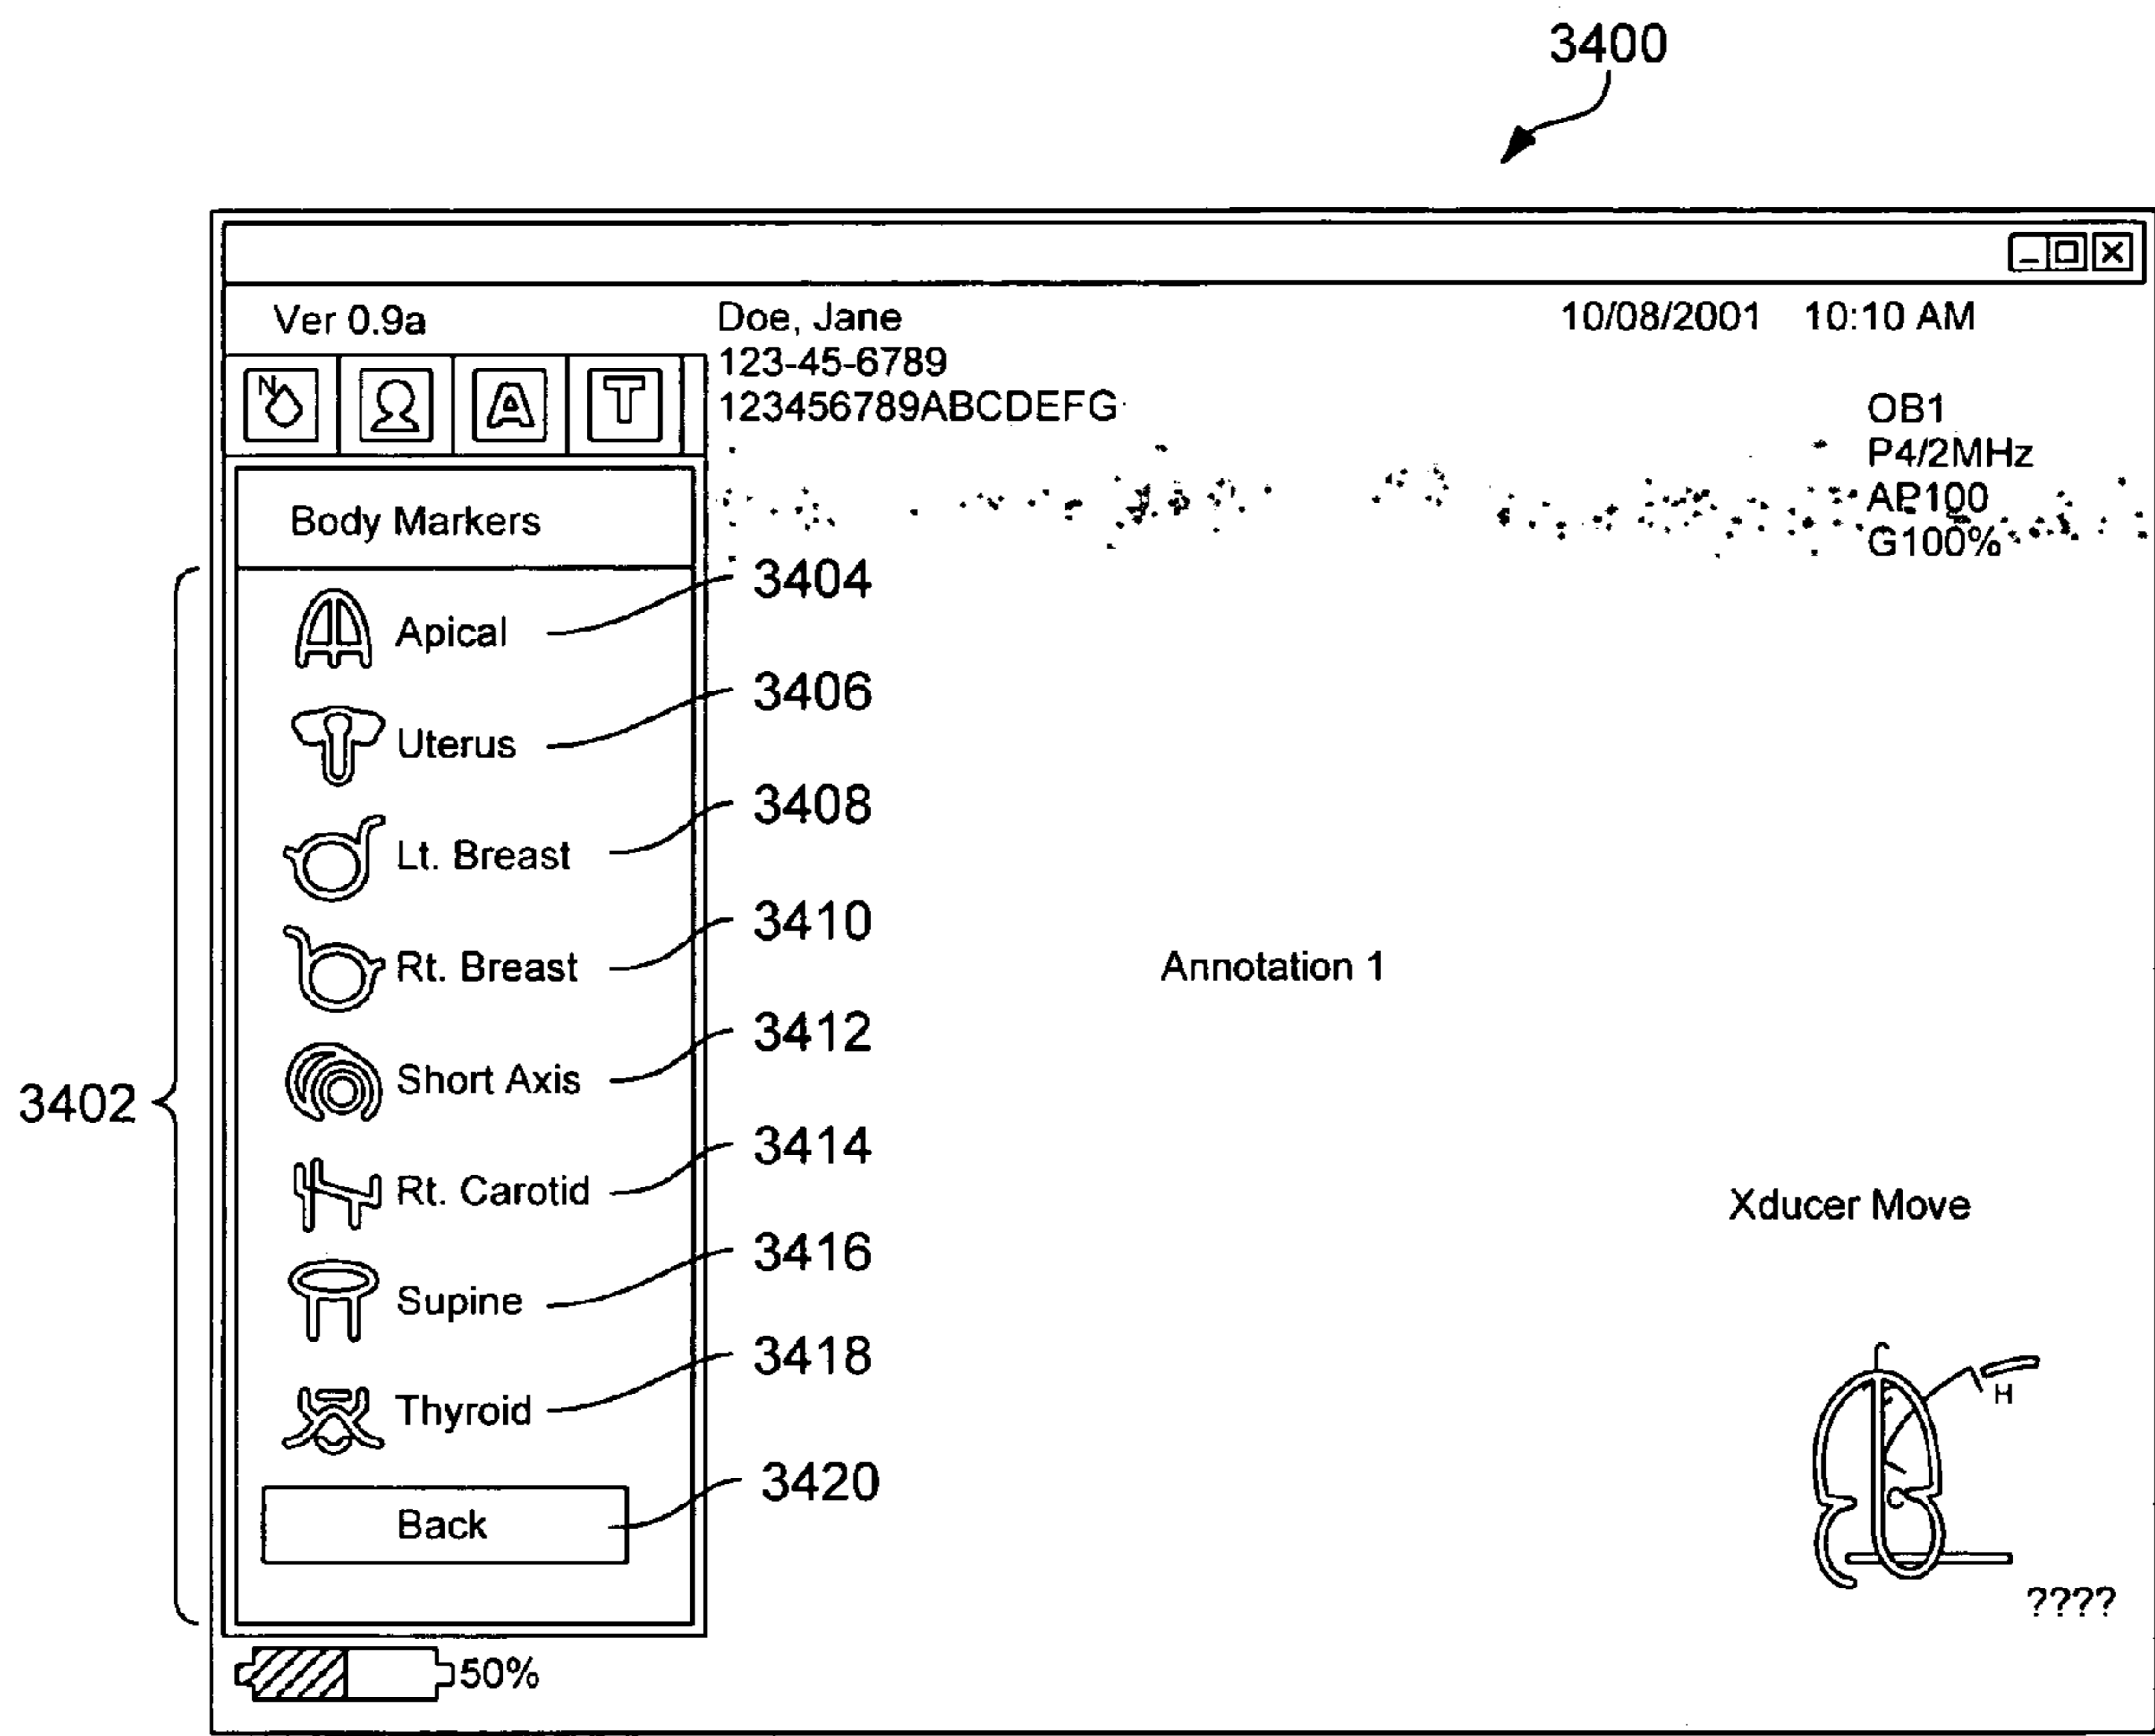 3400
Ver 0.9a
Doe, Jane
10/08/2001 10:10 AM
123-45-6789
N A T
123456789ABCDEFG
OB1
P4/2MHz
AP100
G100%
Body Markers
3404
Apical
3406
Uterus
3408
Lt. Breast
3410
Rt. Breast
Annotation 1
3412
Short Axis
3402
3414
Rt. Carotid
Xducer Move
3416
Supine
3418
Thyroid
H
3420
Back
????
50%